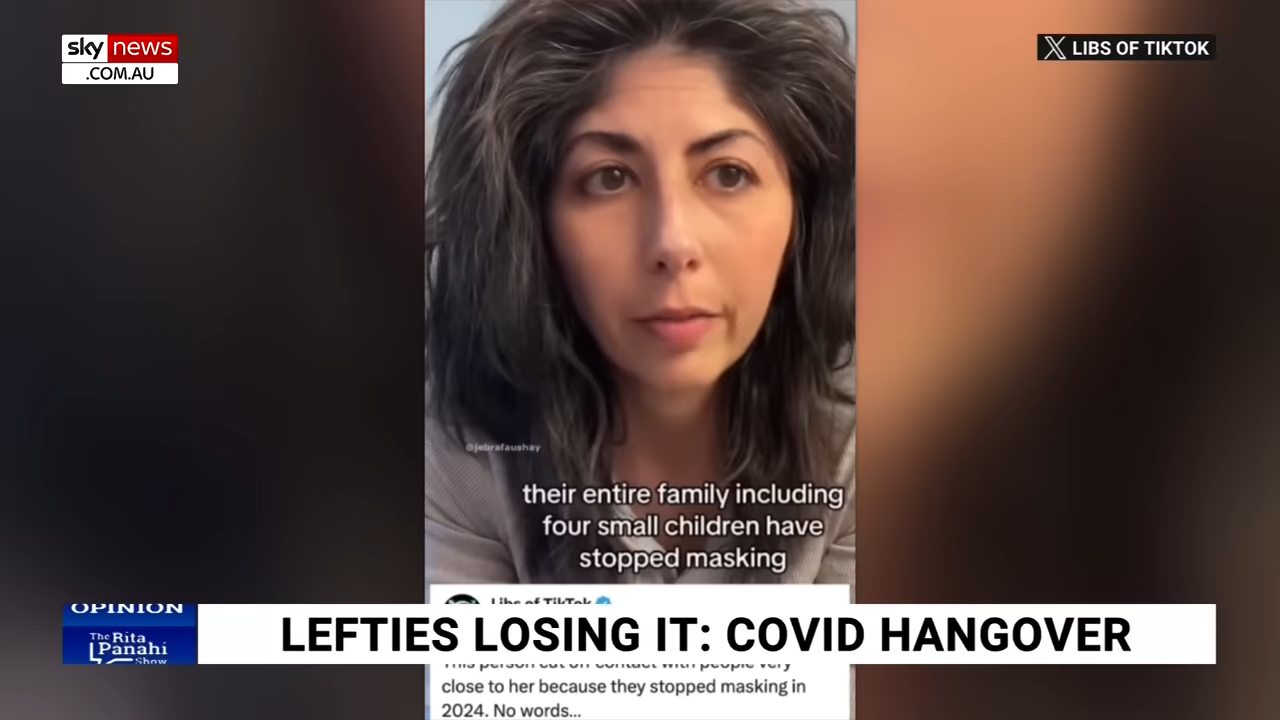 sky news
.COM.AU
X LIBS OF TIKTOK
@jebrafaushay
their entire family including
four small children have
stopped masking
Libs of TikTok
OPINION
The Rita
Panahi
Show
LEFTIES LOSING IT: COVID HANGOVER
This person cut off contact with people very
close to her because they stopped masking in
2024. No words...